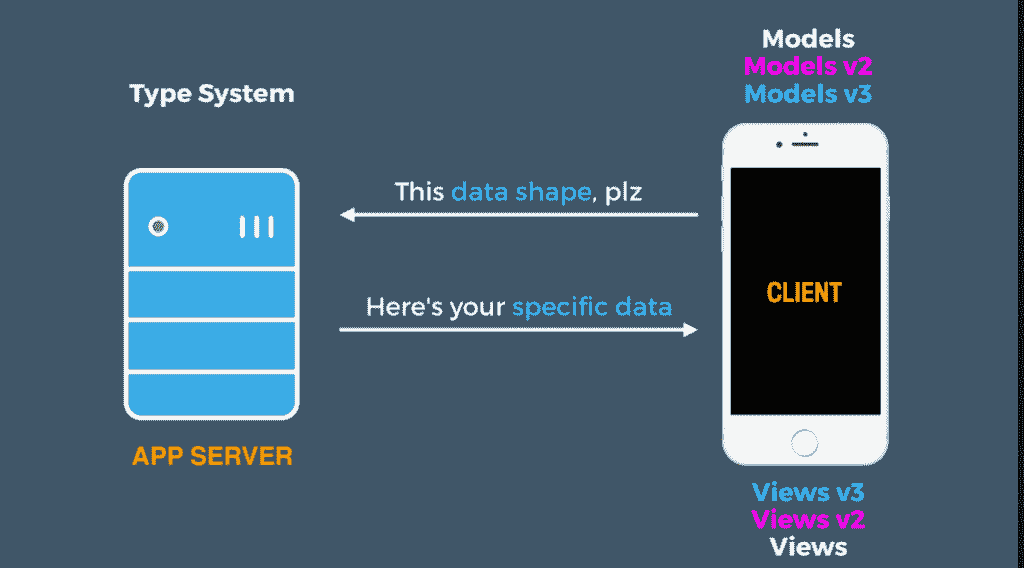 Models
Models v2
Models v3
Type System
This data shape, plz
CLIENT
Here's your specific data
APP SERVER
Views v3
Views v2
Views